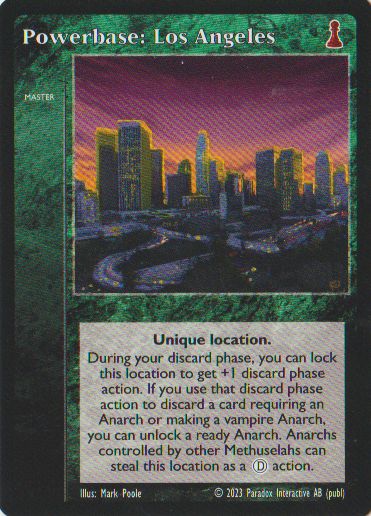 Powerbase: Los Angeles
MASTER
Unique location.
During your discard phase, you can lock
this location to get +1 discard phase
action. If you use that discard phase
action to discard a card requiring an
Anarch or making a vampire Anarch,
you can unlock a ready Anarch. Anarchs
controlled by other Methuselahs can
steal this location as a Ⓓ action.
Illus: Mark Poole © 2023 Paradox Interactive AB (publ)